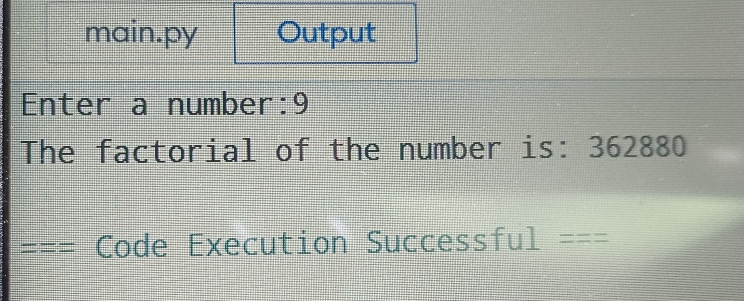 main.py Output
Enter a number:9
The factorial of the number is: 362880
=== Code Execution Successful ===